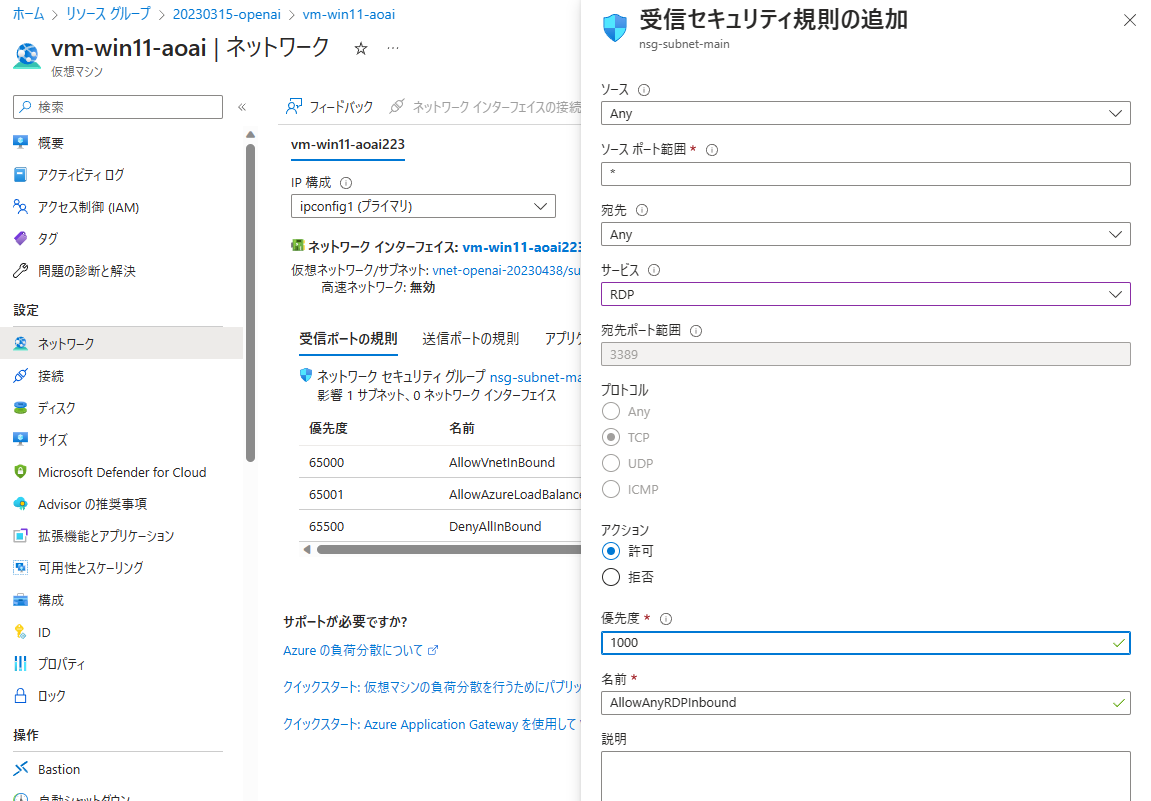 ホーム > リソース グループ > 20230315-openai > vm-win11-aoai
vm-win11-aoai | ネットワーク ☆ …
仮想マシン
検索
«
概要
アクティビティ ログ
アクセス制御 (IAM)
タグ
問題の診断と解決
設定
ネットワーク
接続
ディスク
サイズ
Microsoft Defender for Cloud
Advisor の推奨事項
拡張機能とアプリケーション
可用性とスケーリング
構成
ID
プロパティ
ロック
操作
Bastion
自動シャットダウン
フィードバック ネットワーク インターフェイスの接続
vm-win11-aoai223
IP 構成
ipconfig1 (プライマリ)
ネットワーク インターフェイス: vm-win11-aoai223
仮想ネットワーク/サブネット: vnet-openai-20230438/su
高速ネットワーク: 無効
受信ポートの規則 送信ポートの規則 アプリケ
ネットワーク セキュリティ グループ nsg-subnet-ma
影響 1 サブネット、0 ネットワーク インターフェイス
優先度 名前
65000 AllowVnetInBound
65001 AllowAzureLoadBalance
65500 DenyAllInBound
サポートが必要ですか?
Azure の負荷分散について
クイックスタート: 仮想マシンの負荷分散を行うためにパブリッ
クイックスタート: Azure Application Gateway を使用して
受信セキュリティ規則の追加
nsg-subnet-main
ソース
Any
ソース ポート範囲 *
*
宛先
Any
サービス
RDP
宛先ポート範囲
3389
プロトコル
Any
TCP
UDP
ICMP
アクション
許可
拒否
優先度 *
1000
名前 *
AllowAnyRDPInbound
説明